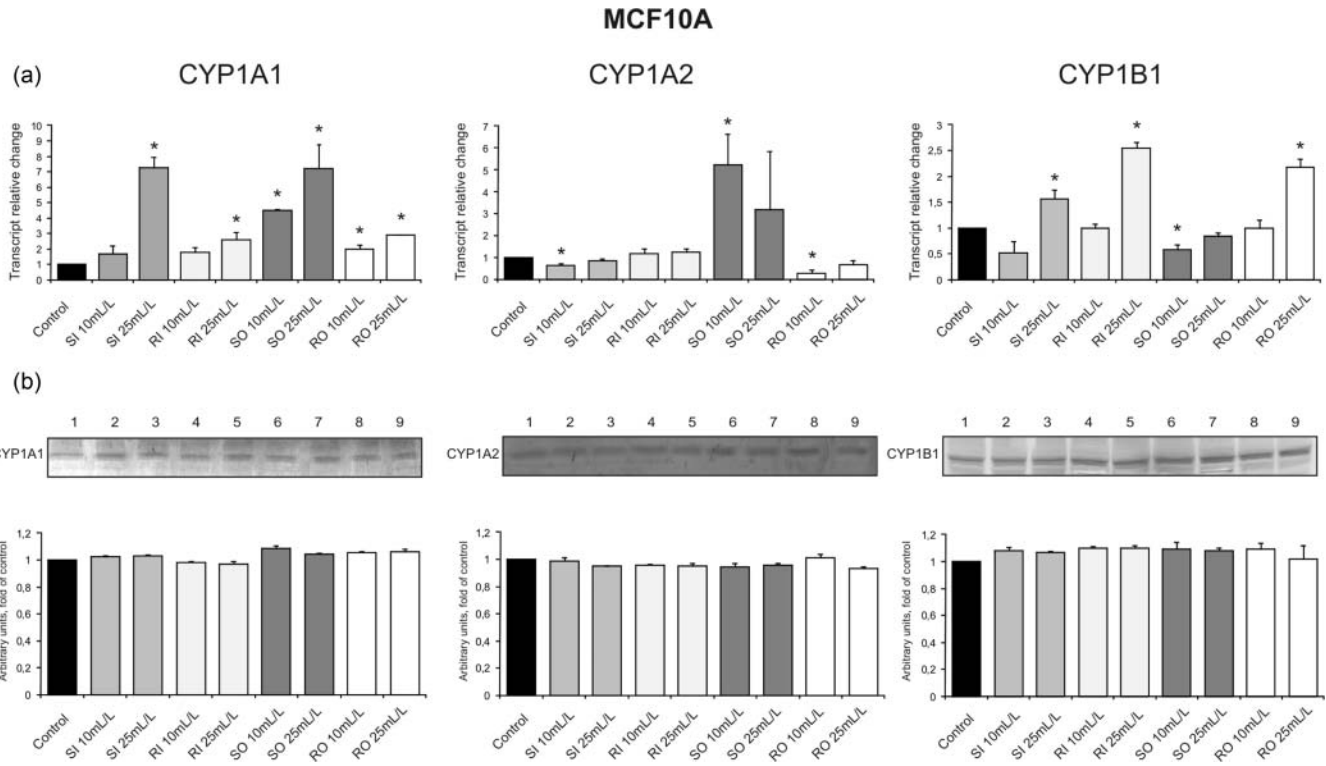 MCF10A
(a)
CYP1A1
CYP1A2
CYP1B1
Transcript relative change
10
9
8
7
6
5
4
3
2
1
0
*
*
*
*
*
*
Control
SI 10mL/L
SI 25mL/L
RI 10mL/L
RI 25mL/L
SO 10mL/L
SO 25mL/L
RO 10mL/L
RO 25mL/L
Transcript relative change
7
6
5
4
3
2
1
0
*
*
*
Control
SI 10mL/L
SI 25mL/L
RI 10mL/L
RI 25mL/L
SO 10mL/L
SO 25mL/L
RO 10mL/L
RO 25mL/L
Transcript relative change
3
2,5
2
1,5
1
0,5
0
*
*
*
*
Control
SI 10mL/L
SI 25mL/L
RI 10mL/L
RI 25mL/L
SO 10mL/L
SO 25mL/L
RO 10mL/L
RO 25mL/L
(b)
1 2 3 4 5 6 7 8 9
CYP1A1
1 2 3 4 5 6 7 8 9
CYP1A2
1 2 3 4 5 6 7 8 9
CYP1B1
Arbitrary units, fold of control
1,2
1
0,8
0,6
0,4
0,2
0
Control
SI 10mL/L
SI 25mL/L
RI 10mL/L
RI 25mL/L
SO 10mL/L
SO 25mL/L
RO 10mL/L
RO 25mL/L
Arbitrary units, fold of control
1,2
1
0,8
0,6
0,4
0,2
0
Control
SI 10mL/L
SI 25mL/L
RI 10mL/L
RI 25mL/L
SO 10mL/L
SO 25mL/L
RO 10mL/L
RO 25mL/L
Arbitrary units, fold of control
1,2
1
0,8
0,6
0,4
0,2
0
Control
SI 10mL/L
SI 25mL/L
RI 10mL/L
RI 25mL/L
SO 10mL/L
SO 25mL/L
RO 10mL/L
RO 25mL/L